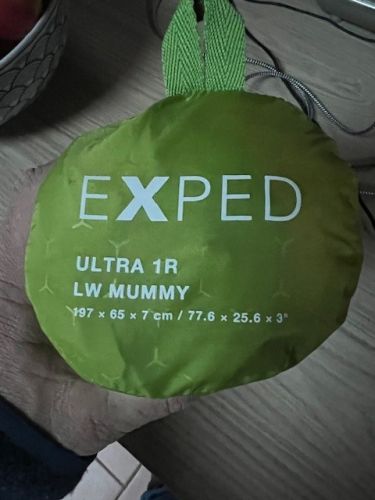 EXPED
ULTRA 1R
LW MUMMY
197 × 65 × 7 cm / 77.6 × 25.6 × 3"